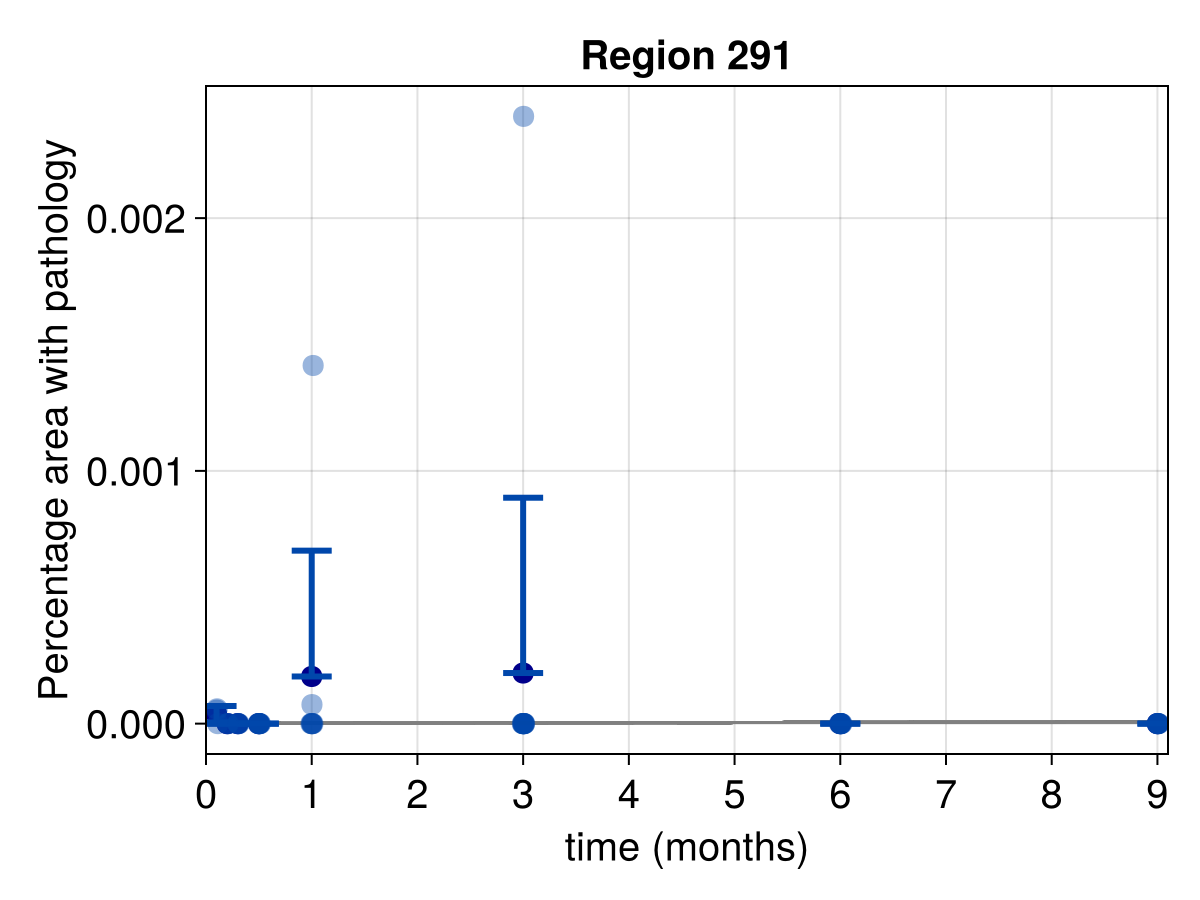 Region 291
Percentage area with pathology
0.002
0.001
0.000
0 1 2 3 4 5 6 7 8 9
time (months)